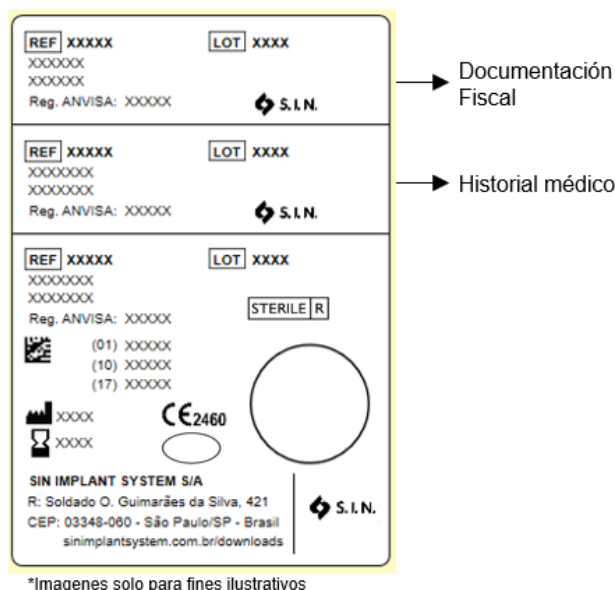 REF XXXXX LOT XXXX
XXXXXX
XXXXXX
Reg. ANVISA: XXXXX S.I.N.
Documentación
Fiscal
REF XXXXX LOT XXXX
XXXXXXX
XXXXXXX
Reg. ANVISA: XXXXX S.I.N.
Historial médico
REF XXXXX LOT XXXX
XXXXXXX
XXXXXXX
Reg. ANVISA: XXXXX
STERILE R
(01) XXXXX
(10) XXXXX
(17) XXXXX
XXXX
CE 2460
XXXX
SIN IMPLANT SYSTEM S/A
R: Soldado O. Guimarães da Silva, 421
CEP: 03348-060 - São Paulo/SP - Brasil
sinimplantsystem.com.br/downloads
S.I.N.
*Imagenes solo para fines ilustrativos